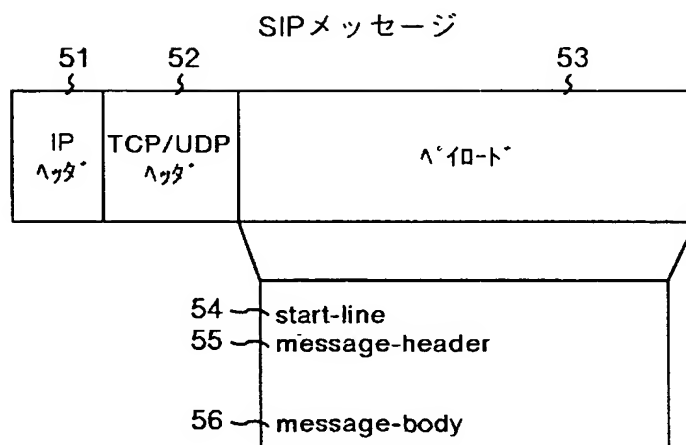 SIPメッセージ
51 52 53
IP
ヘッダ
TCP/UDP
ヘッダ
ペイロード
54 start-line
55 message-header
56 message-body